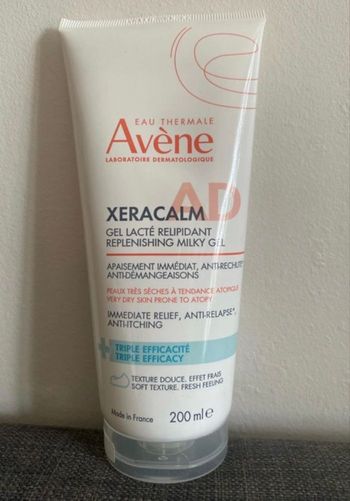 EAU THERMALE
Avène
LABORATOIRE DERMATOLOGIQUE
AD
XERACALM
GEL LACTÉ RELIPIDANT
REPLENISHING MILKY GEL
APAISEMENT IMMÉDIAT, ANTI-RECHUTE*
ANTI-DÉMANGEAISONS
PEAUX TRÈS SÈCHES À TENDANCE ATOPIQUE
VERY DRY SKIN PRONE TO ATOPY
IMMEDIATE RELIEF, ANTI-RELAPSE*,
ANTI-ITCHING
TRIPLE EFFICACITÉ
TRIPLE EFFICACY
TEXTURE DOUCE, EFFET FRAIS
SOFT TEXTURE, FRESH FEELING
Made in France
200 ml e